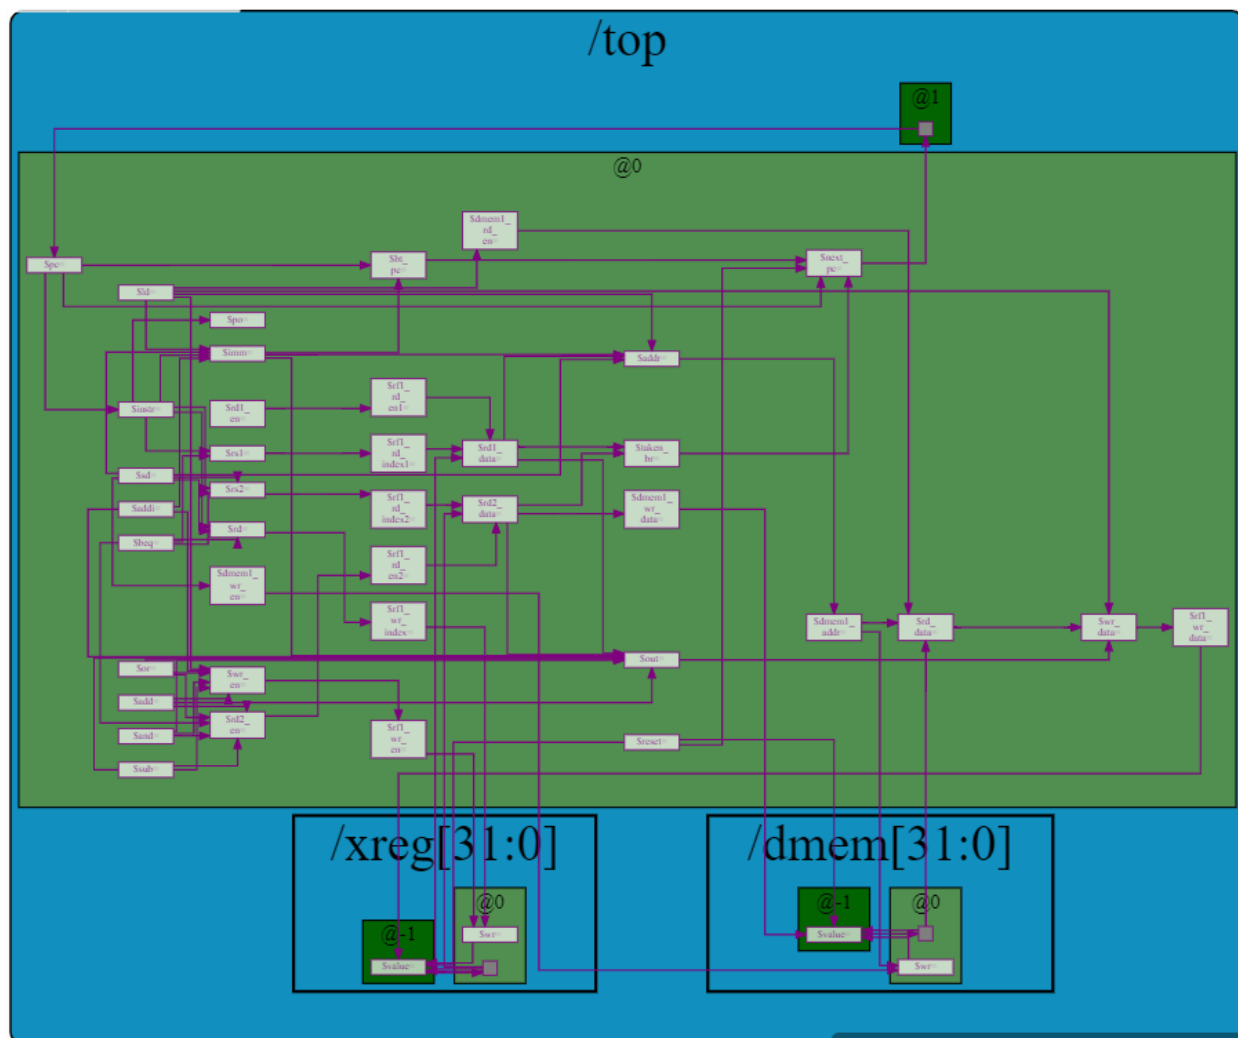 /top
@1
@0
$dmem1_
rd_
en
$pc
$bt_
pc
$next_
pc
$ld
$imm
$addr
$instr
$rd1_
en
$rf1_
rd_
en1
$rs1
$rf1_
rd_
index1
$rd1_
data
$taken_
br
$sd
$rs2
$rf1_
rd_
index2
$rd2_
data
$dmem1_
wr_
data
$addi
$rd
$beq
$dmem1_
wr_
en
$rf1_
rd_
en2
$rf1_
wr_
index
$dmem1_
addr
$rd_
data
$wr_
data
$rf1_
wr_
data
$or
$wr_
en
$out
$add
$rd2_
en
$and
$rf1_
wr_
en
$reset
$sub
/xreg[31:0]
@-1
$value
@0
$wr
/dmem[31:0]
@-1
$value
@0
$wr